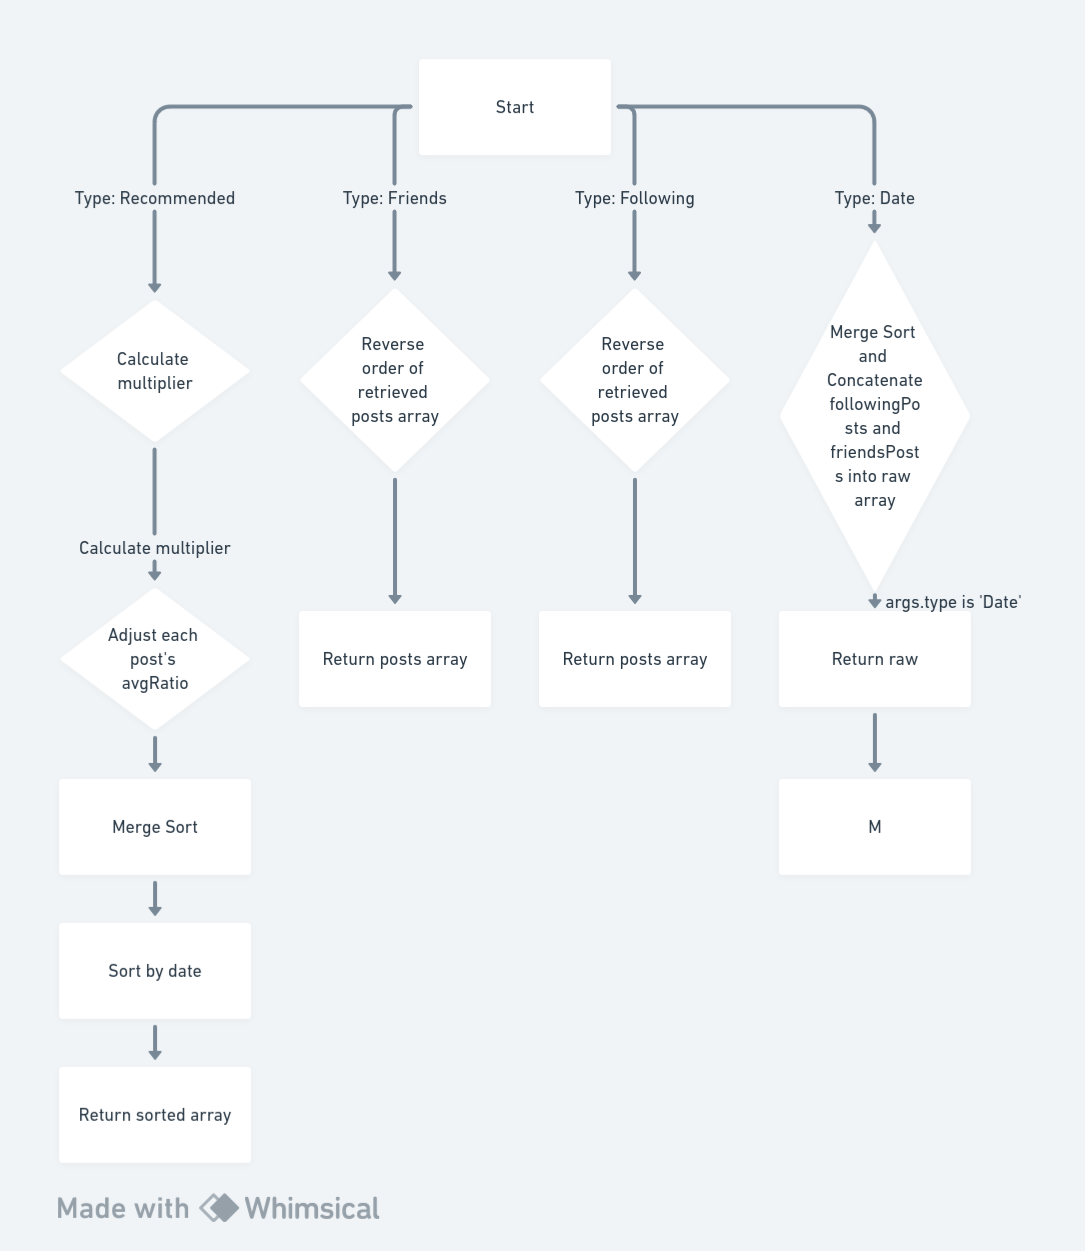 Start
Type: Recommended
Type: Friends
Type: Following
Type: Date
Calculate
multiplier
Reverse
order of
retrieved
posts array
Reverse
order of
retrieved
posts array
Merge Sort
and
Concatenate
followingPo
sts and
friendsPost
s into raw
array
Calculate multiplier
args.type is 'Date'
Adjust each
post's
avgRatio
Return posts array
Return posts array
Return raw
Merge Sort
M
Sort by date
Return sorted array
Made with Whimsical